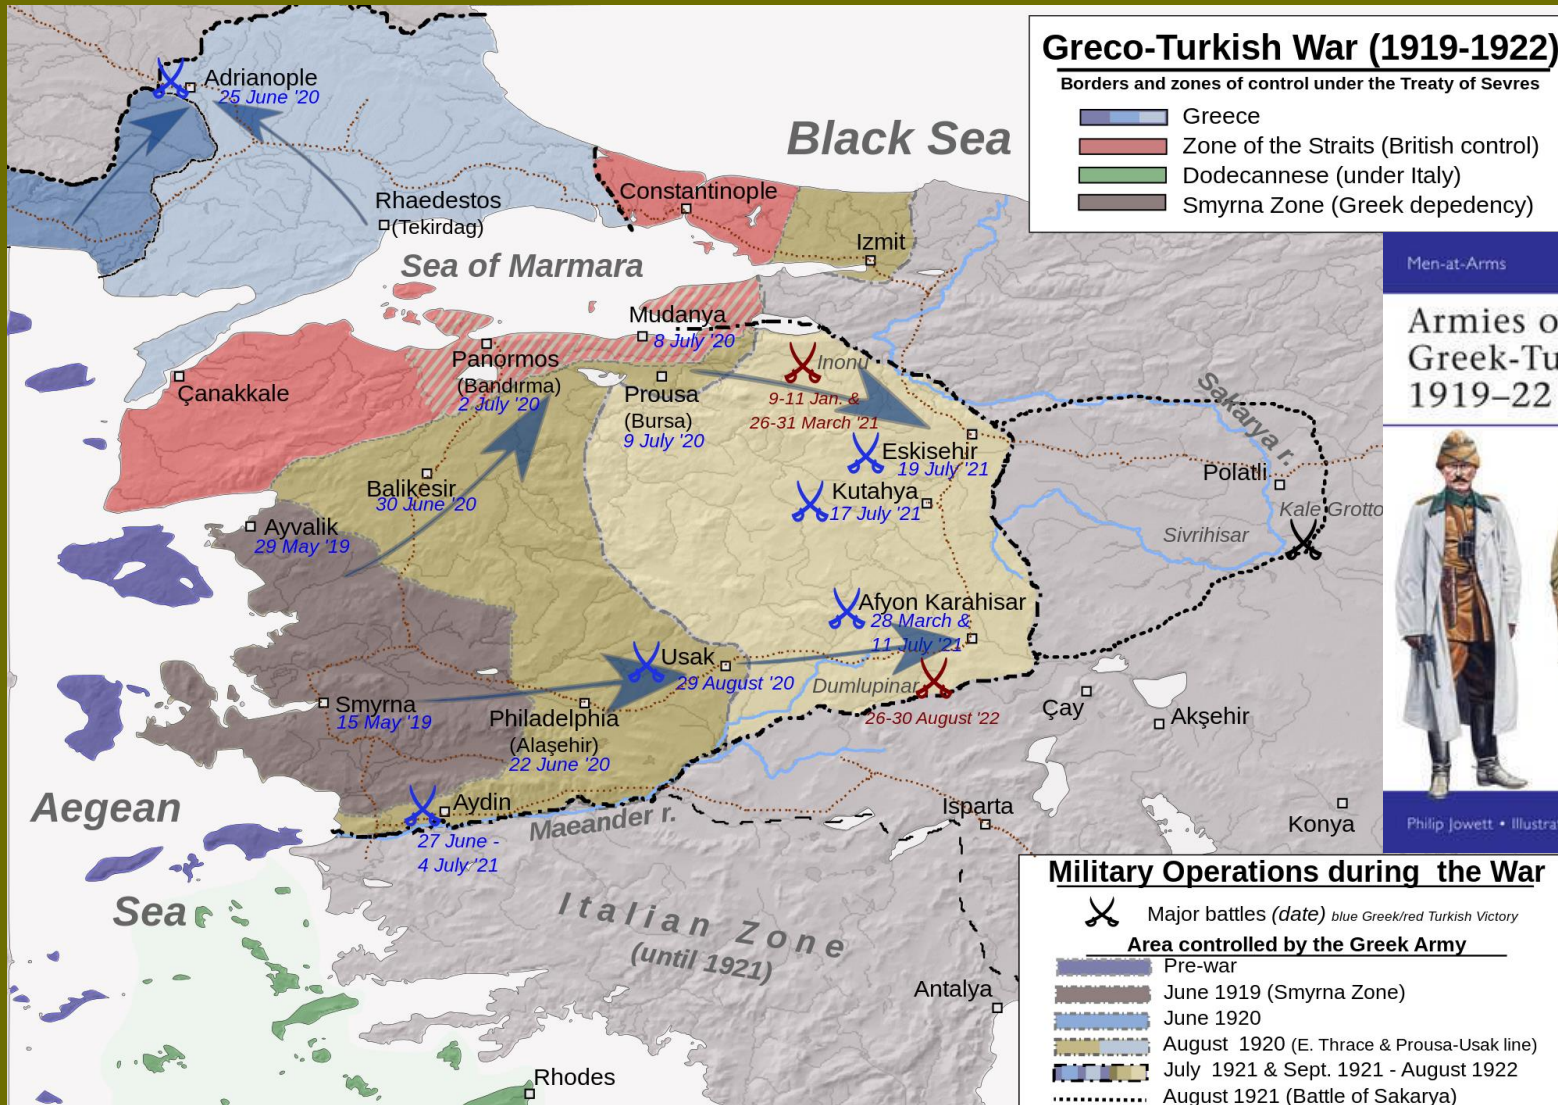 Greco-Turkish War (1919-1922)
Borders and zones of control under the Treaty of Sevres
Greece
Zone of the Straits (British control)
Dodecannese (under Italy)
Smyrna Zone (Greek depedency)
Adrianople
25 June '20
Black Sea
Constantinople
Rhaedestos
(Tekirdag)
Izmit
Sea of Marmara
Men-at-Arms
Armies o
Greek-Tu
1919–22
Mudanya
8 July '20
Panormos
(Bandırma)
2 July '20
Inonu
9-11 Jan. &
26-31 March '21
Çanakkale
Prousa
(Bursa)
9 July '20
Sakarya r.
Eskisehir
19 July '21
Polatli
Balikesir
30 June '20
Kutahya
17 July '21
Kale Grotto
Ayvalik
29 May '19
Sivrihisar
Afyon Karahisar
28 March &
11 July '21
Usak
29 August '20
Dumlupinar
26-30 August '22
Smyrna
15 May '19
Philadelphia
(Alaşehir)
22 June '20
Çay
Akşehir
Aegean
Aydin
27 June -
4 July '21
Maeander r.
Isparta
Konya
Philip Jowett • Illustrat
Sea
Italian Zone
(until 1921)
Antalya
Rhodes
Military Operations during the War
Major battles (date) blue Greek/red Turkish Victory
Area controlled by the Greek Army
Pre-war
June 1919 (Smyrna Zone)
June 1920
August 1920 (E. Thrace & Prousa-Usak line)
July 1921 & Sept. 1921 - August 1922
August 1921 (Battle of Sakarya)